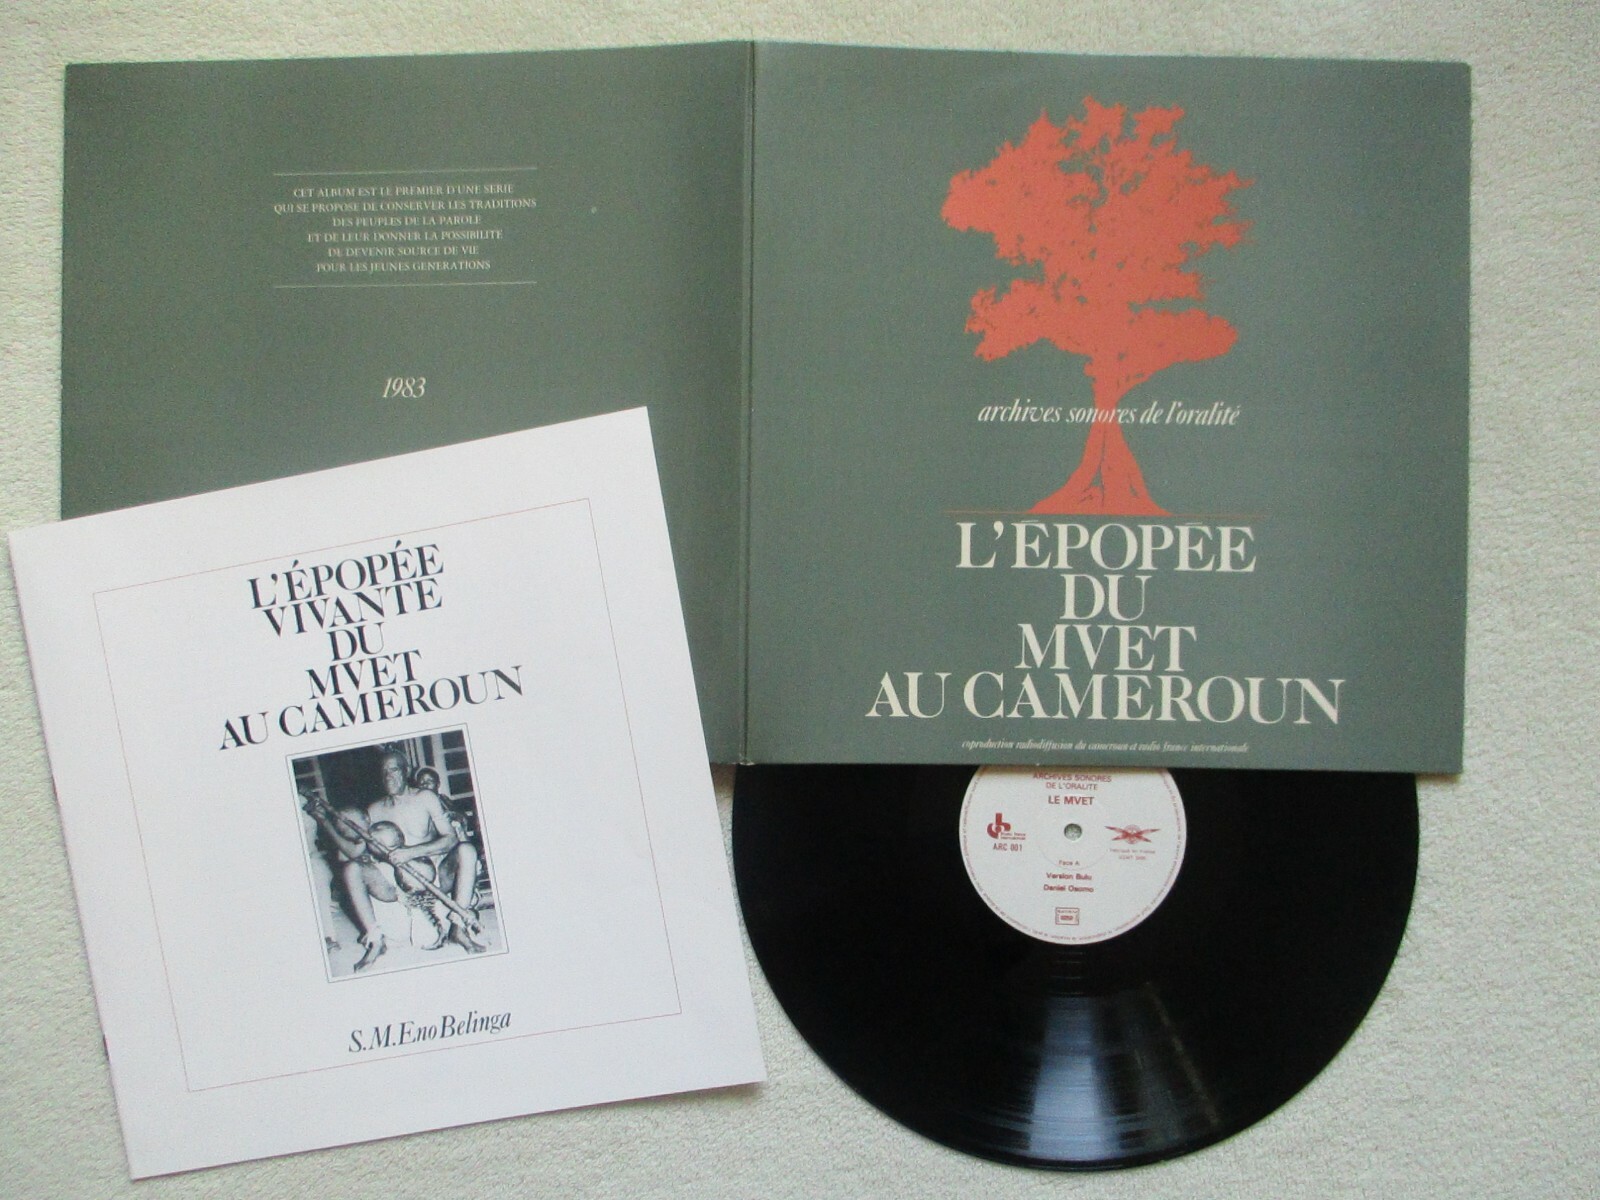 CET ALBUM EST LE PREMIER D'UNE SERIE
QUI SE PROPOSE DE CONSERVER LES TRADITIONS
DES PEUPLES DE LA PAROLE
ET DE LEUR DONNER LA POSSIBILITE
DE DEVENIR SOURCE DE VIE
POUR LES JEUNES GENERATIONS
1983
archives sonores de l'oralité
L'ÉPOPÉE
DU
MVET
AU CAMEROUN
coproduction radiodiffusion du cameroun et radio france internationale
L'ÉPOPÉE
VIVANTE
DU
MVET
AU CAMEROUN
S.M.Eno Belinga
ARCHIVES SONORES
DE L'ORALITE
LE MVET
ARC 001
Face A
Version Bulu
Daniel Osomo